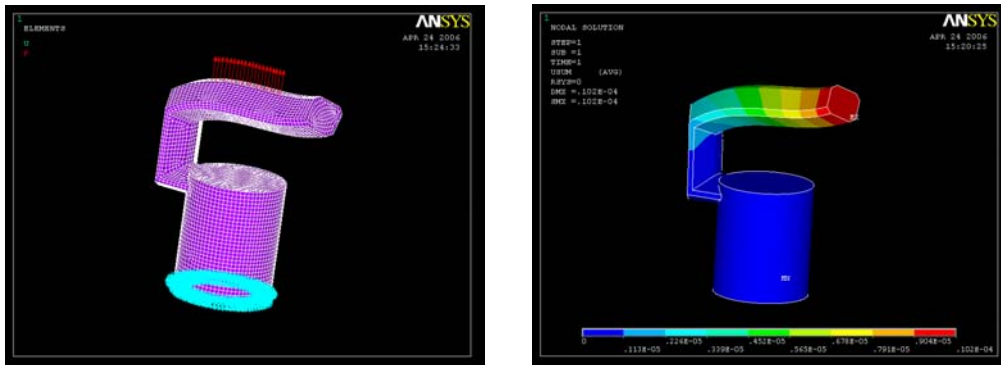 1
ANSYS
ELEMENTS
APR 24 2006
15:24:33
U
F
1
ANSYS
NODAL SOLUTION
APR 24 2006
15:20:25
STEP=1
SUB =1
TIME=1
USUM (AVG)
RSYS=0
DMX =.102E-04
SMX =.102E-04
MX
MN
0 .226E-05 .452E-05 .678E-05 .904E-05
.113E-05 .339E-05 .565E-05 .791E-05 .102E-04